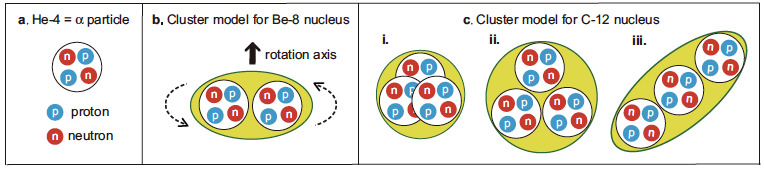 a. He-4 = α particle
n p
p n
p proton
n neutron
b. Cluster model for Be-8 nucleus
rotation axis
n p n p
p n p n
c. Cluster model for C-12 nucleus
i.
n p
n p n p
p n p n
ii.
n p
p n
n p n p
p n p n
iii.
n p
p n
n p
p n
n p
p n